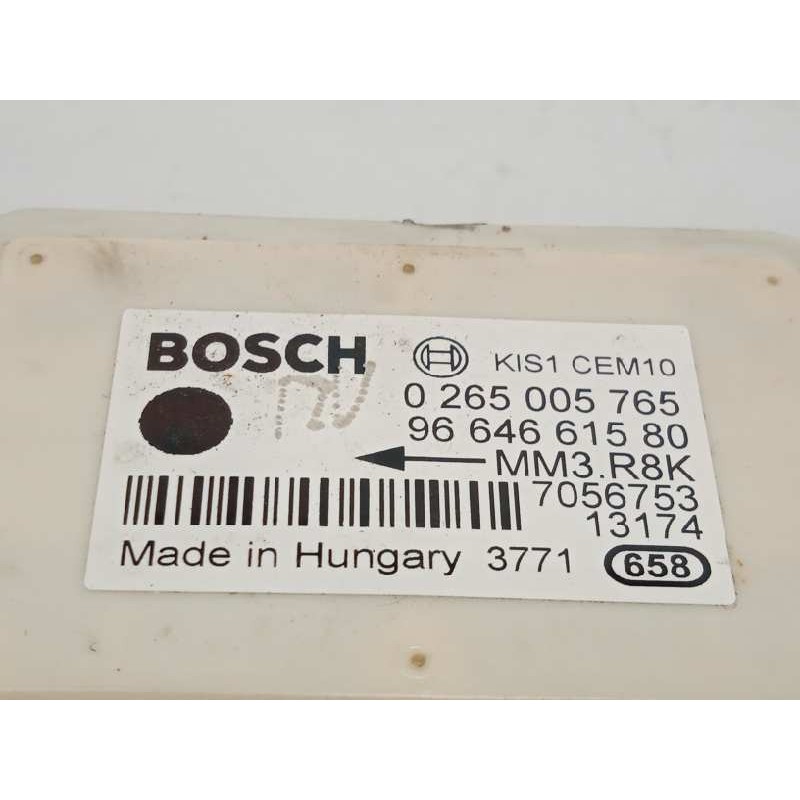 BOSCH KIS1 CEM10
0 265 005 765
96 646 615 80
MM3.R8K
7056753
13174
Made in Hungary 3771 658